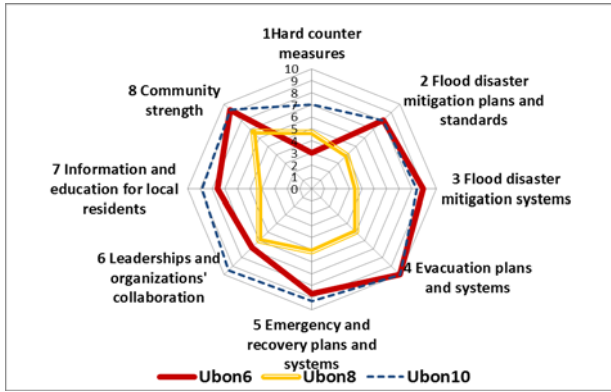 1Hard counter
measures
2 Flood disaster
mitigation plans and
standards
3 Flood disaster
mitigation systems
4 Evacuation plans
and systems
5 Emergency and
recovery plans and
systems
6 Leaderships and
organizations'
collaboration
7 Information and
education for local
residents
8 Community
strength
10
9
8
7
6
5
4
3
2
1
0
Ubon6 Ubon8 Ubon10